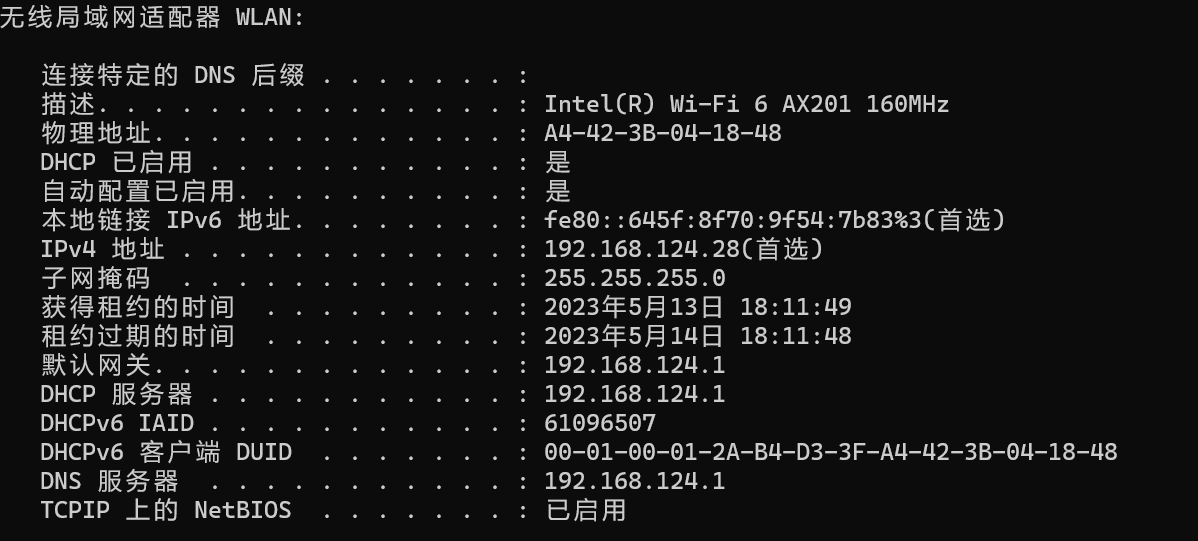 无线局域网适配器 WLAN:
连接特定的 DNS 后缀 . . . . . . . :
描述. . . . . . . . . . . . . . . : Intel(R) Wi-Fi 6 AX201 160MHz
物理地址. . . . . . . . . . . . . : A4-42-3B-04-18-48
DHCP 已启用 . . . . . . . . . . . : 是
自动配置已启用. . . . . . . . . . : 是
本地链接 IPv6 地址. . . . . . . . : fe80::645f:8f70:9f54:7b83%3(首选)
IPv4 地址 . . . . . . . . . . . . : 192.168.124.28(首选)
子网掩码  . . . . . . . . . . . . : 255.255.255.0
获得租约的时间  . . . . . . . . . : 2023年5月13日 18:11:49
租约过期的时间  . . . . . . . . . : 2023年5月14日 18:11:48
默认网关. . . . . . . . . . . . . : 192.168.124.1
DHCP 服务器 . . . . . . . . . . . : 192.168.124.1
DHCPv6 IAID . . . . . . . . . . . : 61096507
DHCPv6 客户端 DUID  . . . . . . . : 00-01-00-01-2A-B4-D3-3F-A4-42-3B-04-18-48
DNS 服务器  . . . . . . . . . . . : 192.168.124.1
TCPIP 上的 NetBIOS  . . . . . . . : 已启用